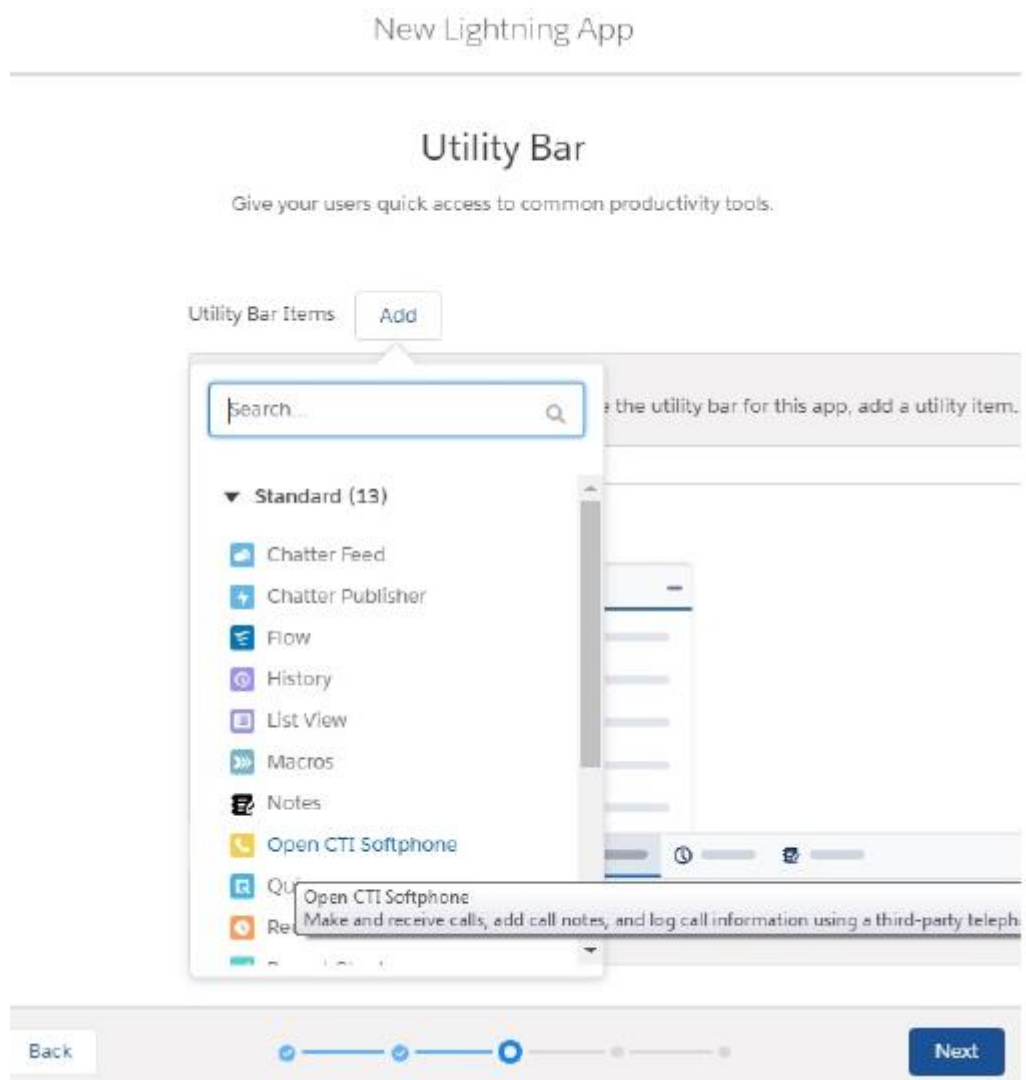 New Lightning App
Utility Bar
Give your users quick access to common productivity tools.
Utility Bar Items Add
Search...
the utility bar for this app, add a utility item.
Standard (13)
Chatter Feed
Chatter Publisher
Flow
History
List View
Macros
Notes
Open CTI Softphone
Open CTI Softphone
Make and receive calls, add call notes, and log call information using a third-party teleph
Back
Next